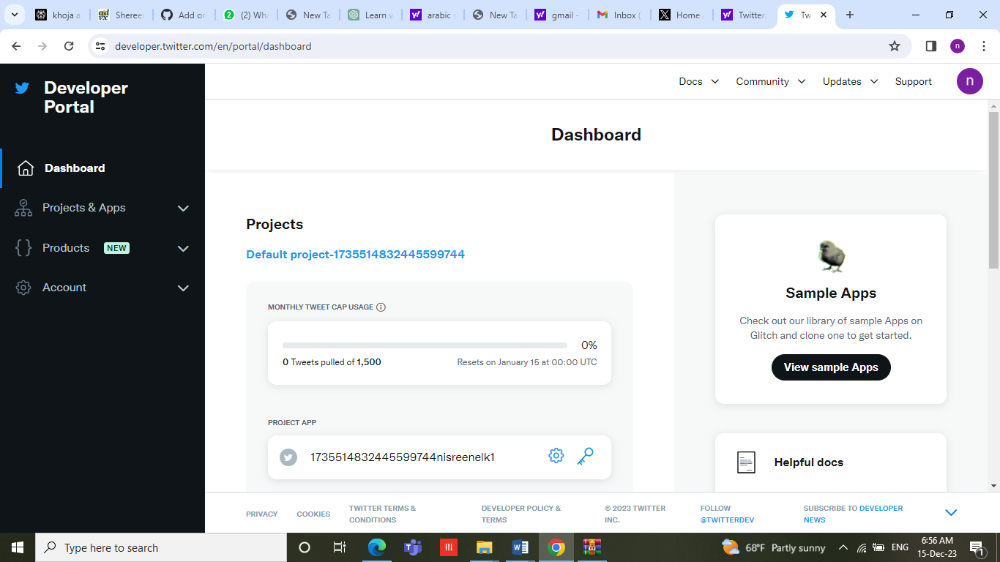 khoja a
Shereen
Add or
(2) Wha
New Ta
Learn w
arabic s
New Ta
gmail -
Inbox (
Home
Twitter
Tw
developer.twitter.com/en/portal/dashboard
n
Developer
Portal
Docs
Community
Updates
Support
n
Dashboard
Dashboard
Projects & Apps
Products NEW
Account
Projects
Default project-1735514832445599744
MONTHLY TWEET CAP USAGE
0%
0 Tweets pulled of 1,500
Resets on January 15 at 00:00 UTC
PROJECT APP
1735514832445599744nisreenelk1
Sample Apps
Check out our library of sample Apps on
Glitch and clone one to get started.
View sample Apps
Helpful docs
PRIVACY
COOKIES
TWITTER TERMS &
CONDITIONS
DEVELOPER POLICY &
TERMS
© 2023 TWITTER
INC.
FOLLOW
@TWITTERDEV
SUBSCRIBE TO DEVELOPER
NEWS
Type here to search
68°F Partly sunny
ENG
6:56 AM
15-Dec-23
1